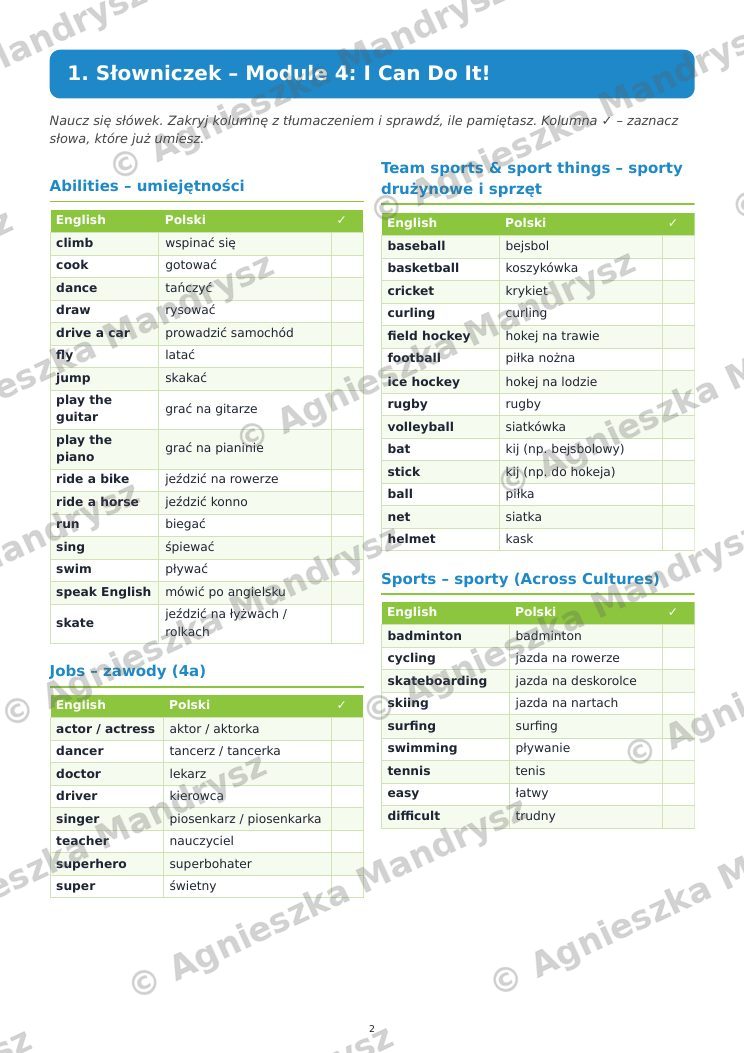 1. Słowniczek – Module 4: I Can Do It!
Naucz się słówek. Zakryj kolumnę z tłumaczeniem i sprawdź, ile pamiętasz. Kolumna ✓ – zaznacz
słowa, które już umiesz.
Abilities – umiejętności
English Polski ✓
climb wspinać się
cook gotować
dance tańczyć
draw rysować
drive a car prowadzić samochód
fly latać
jump skakać
play the
guitar
grać na gitarze
play the
piano
grać na pianinie
ride a bike jeździć na rowerze
ride a horse jeździć konno
run biegać
sing śpiewać
swim pływać
speak English mówić po angielsku
skate
jeździć na łyżwach /
rolkach
Jobs – zawody (4a)
English Polski ✓
actor / actress aktor / aktorka
dancer tancerz / tancerka
doctor lekarz
driver kierowca
singer piosenkarz / piosenkarka
teacher nauczyciel
superhero superbohater
super świetny
Team sports & sport things – sporty
drużynowe i sprzęt
English Polski ✓
baseball bejsbol
basketball koszykówka
cricket krykiet
curling curling
field hockey hokej na trawie
football piłka nożna
ice hockey hokej na lodzie
rugby rugby
volleyball siatkówka
bat kij (np. bejsbolowy)
stick kij (np. do hokeja)
ball piłka
net siatka
helmet kask
Sports – sporty (Across Cultures)
English Polski ✓
badminton badminton
cycling jazda na rowerze
skateboarding jazda na deskorolce
skiing jazda na nartach
surfing surfing
swimming pływanie
tennis tenis
easy łatwy
difficult trudny
2
© Agnieszka Mandrysz